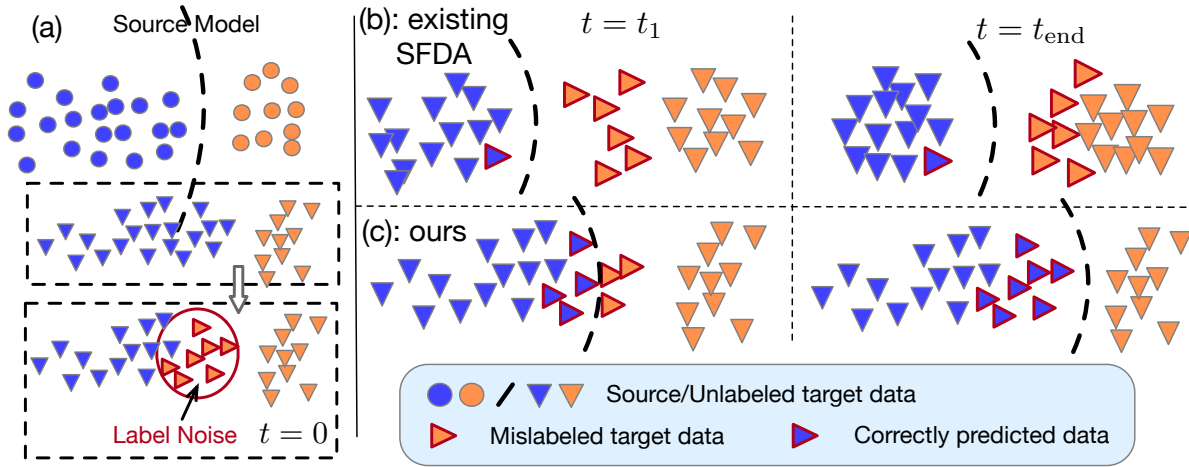 (a)
Source Model
(b): existing
SFDA
t = t₁
t = t_end
(c): ours
Label Noise
t = 0
Source/Unlabeled target data
Mislabeled target data
Correctly predicted data